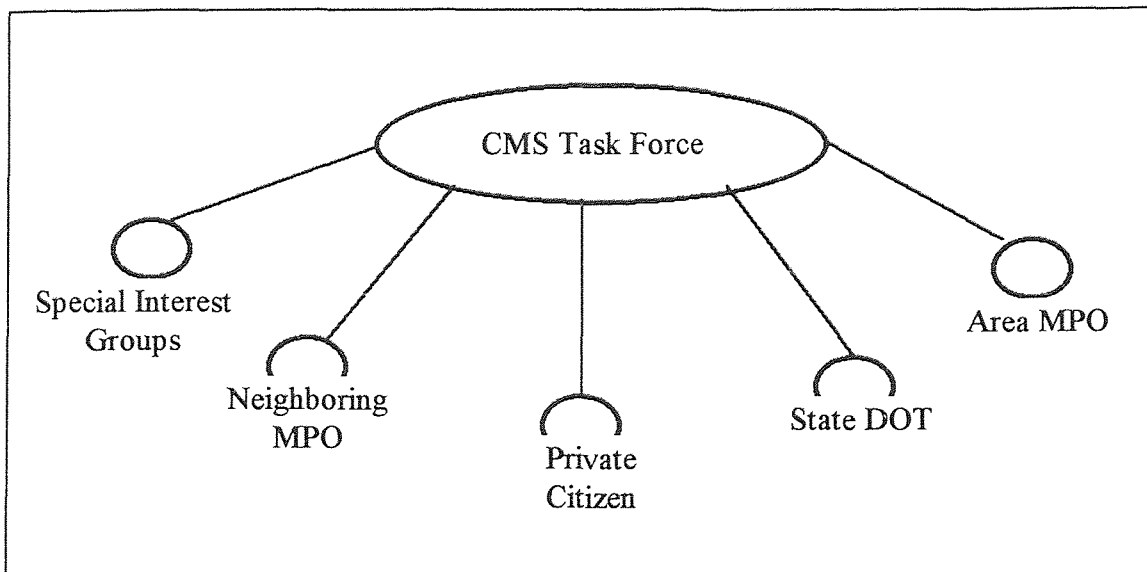 CMS Task Force
Special Interest
Groups
Neighboring
MPO
Private
Citizen
State DOT
Area MPO